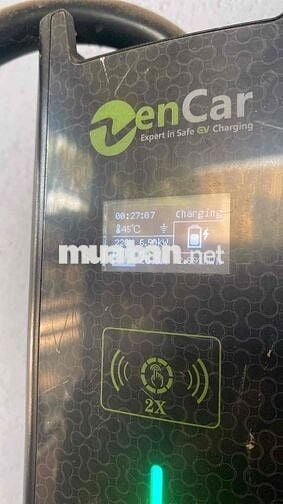 ZenCar
Expert in Safe EV Charging
00:27:07 Charging
45℃
muaban.net
2X